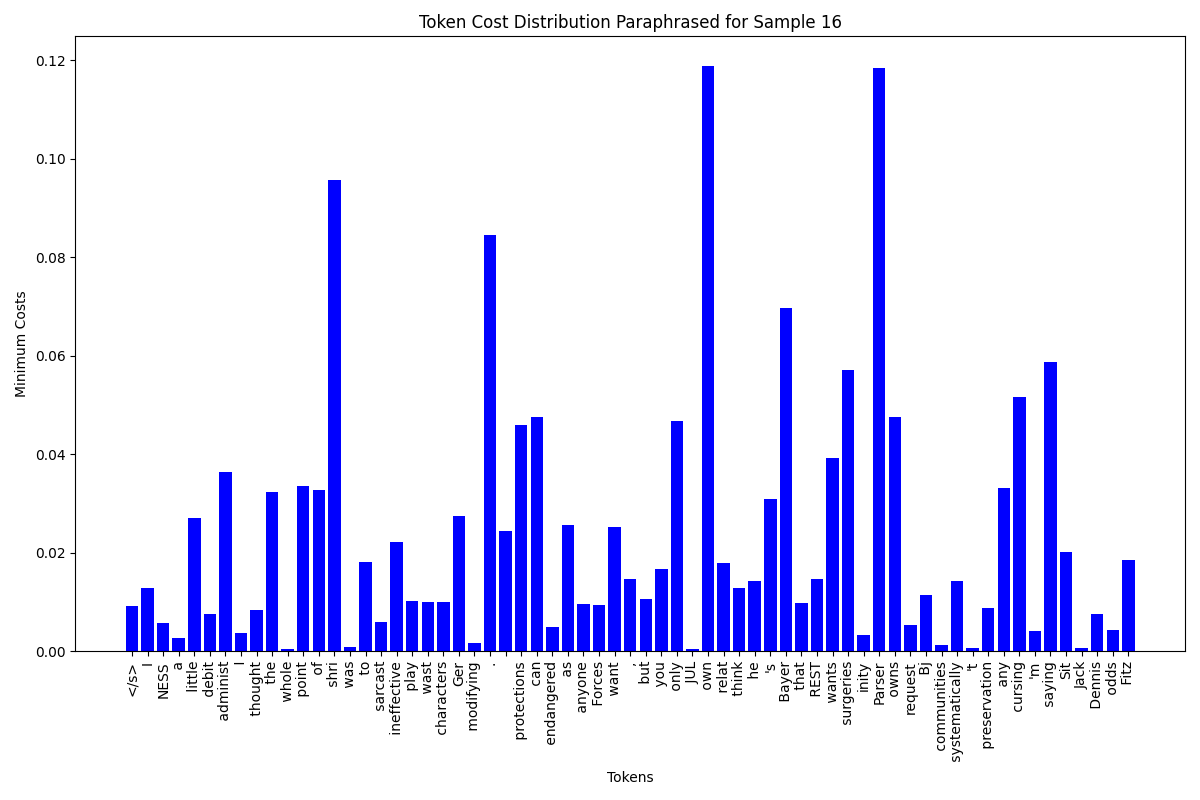 Token Cost Distribution Paraphrased for Sample 16
0.12
0.10
0.08
0.06
0.04
0.02
0.00
Minimum Costs
</s>
I
NESS
a
little
debit
administ
I
thought
the
whole
point
of
shri
was
to
sarcast
ineffective
play
wast
characters
Ger
modifying
.
protections
can
endangered
as
anyone
Forces
want
,
but
you
only
JUL
own
relat
think
he
's
Bayer
that
REST
wants
surgeries
inity
Parser
owns
request
Bj
communities
systematically
't
preservation
any
cursing
'm
saying
Sit
Jack
Dennis
odds
Fitz
Tokens